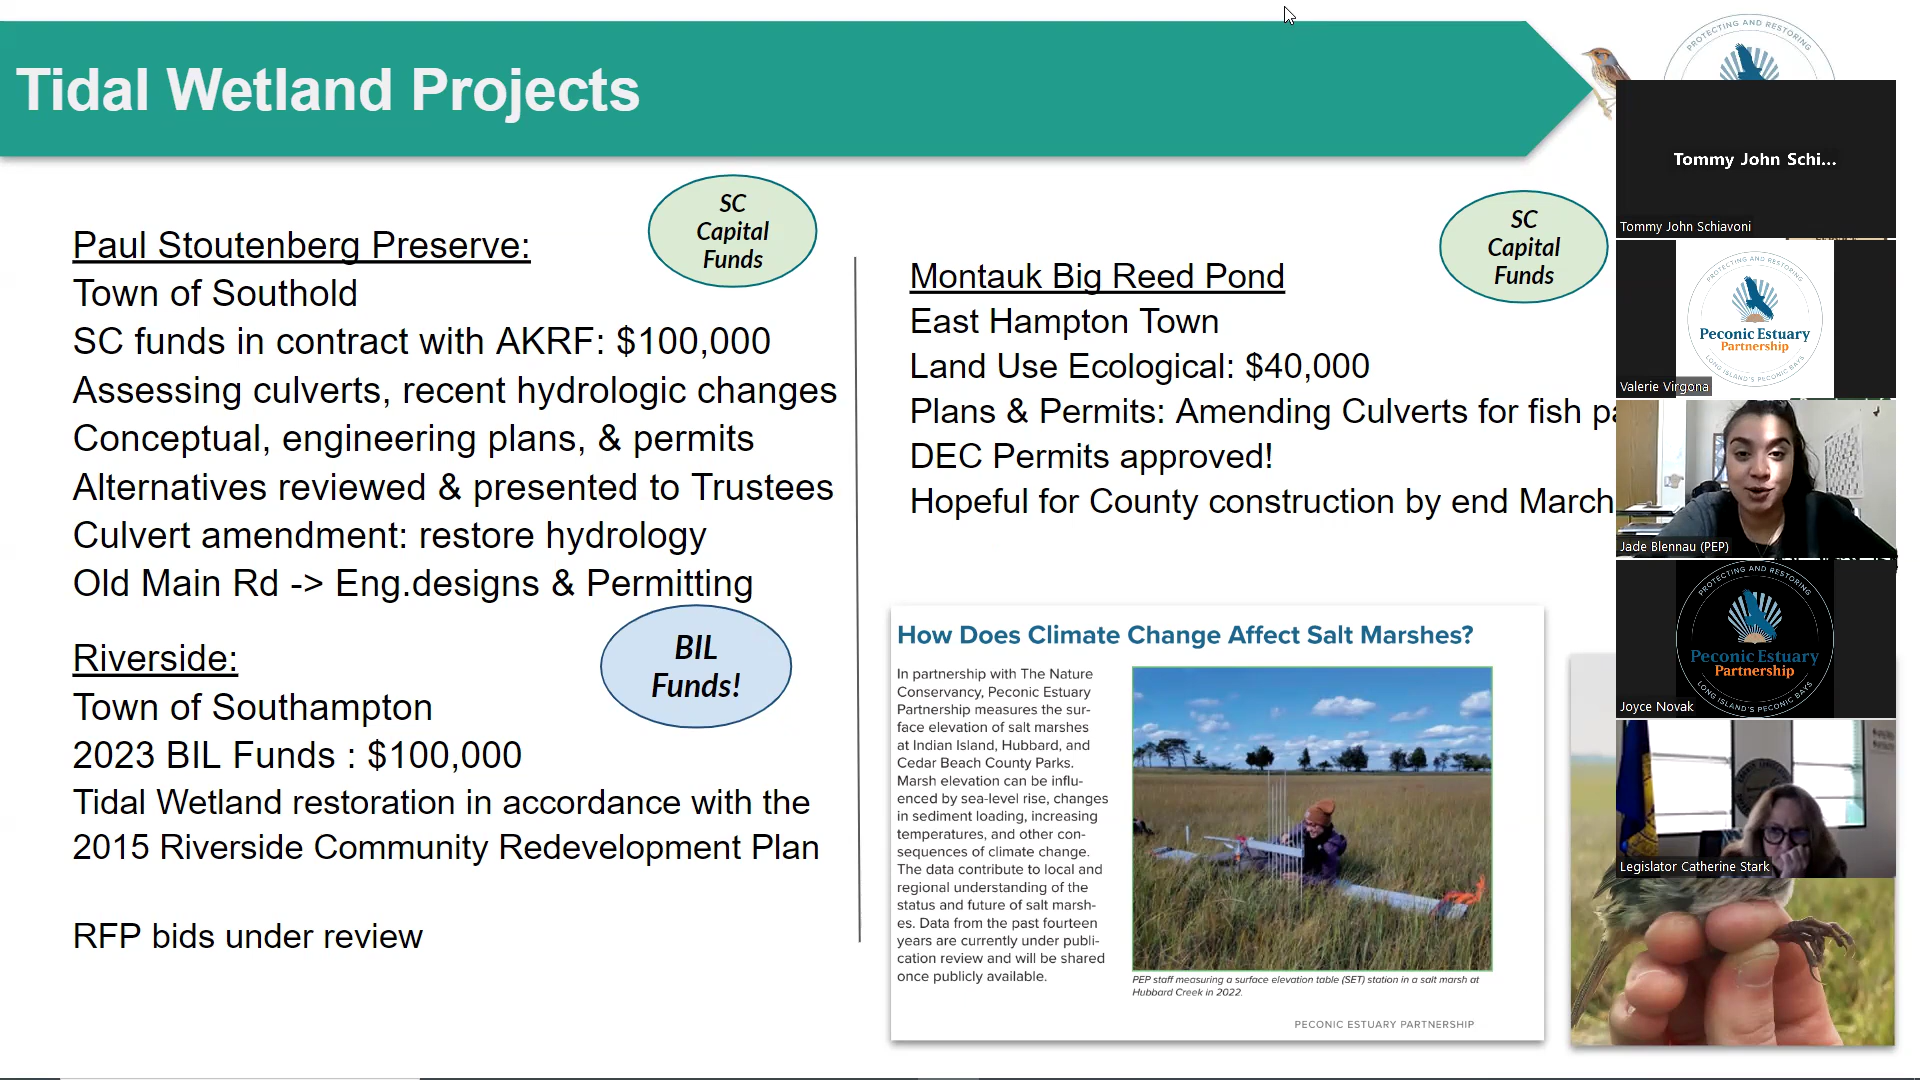 Tidal Wetland Projects
PROTECTING AND RESTORING
SC
Capital
Funds
Paul Stoutenberg Preserve:
Town of Southold
SC funds in contract with AKRF: $100,000
Assessing culverts, recent hydrologic changes
Conceptual, engineering plans, & permits
Alternatives reviewed & presented to Trustees
Culvert amendment: restore hydrology
Old Main Rd -> Eng.designs & Permitting
BIL
Funds!
Riverside:
Town of Southampton
2023 BIL Funds : $100,000
Tidal Wetland restoration in accordance with the
2015 Riverside Community Redevelopment Plan
RFP bids under review
SC
Capital
Funds
Montauk Big Reed Pond
East Hampton Town
Land Use Ecological: $40,000
Plans & Permits: Amending Culverts for fish
DEC Permits approved!
Hopeful for County construction by end March
How Does Climate Change Affect Salt Marshes?
In partnership with The Nature
Conservancy, Peconic Estuary
Partnership measures the sur-
face elevation of salt marshes
at Indian Island, Hubbard, and
Cedar Beach County Parks.
Marsh elevation can be influ-
enced by sea-level rise, changes
in sediment loading, increasing
temperatures, and other con-
sequences of climate change.
The data contribute to local and
regional understanding of the
status and future of salt marsh-
es. Data from the past fourteen
years are currently under publi-
cation review and will be shared
once publicly available.
PEP staff measuring a surface elevation table (SET) station in a salt marsh at
Hubbard Creek in 2022.
PECONIC ESTUARY PARTNERSHIP
Tommy John Schi...
Tommy John Schiavoni
PROTECTING AND RESTORING
Peconic Estuary
Partnership
LONG ISLAND'S PECONIC BAYS
Valerie Virgona
Jade Blennau (PEP)
PROTECTING AND RESTORING
Peconic Estuary
Partnership
LONG ISLAND'S PECONIC BAYS
Joyce Novak
Legislator Catherine Stark